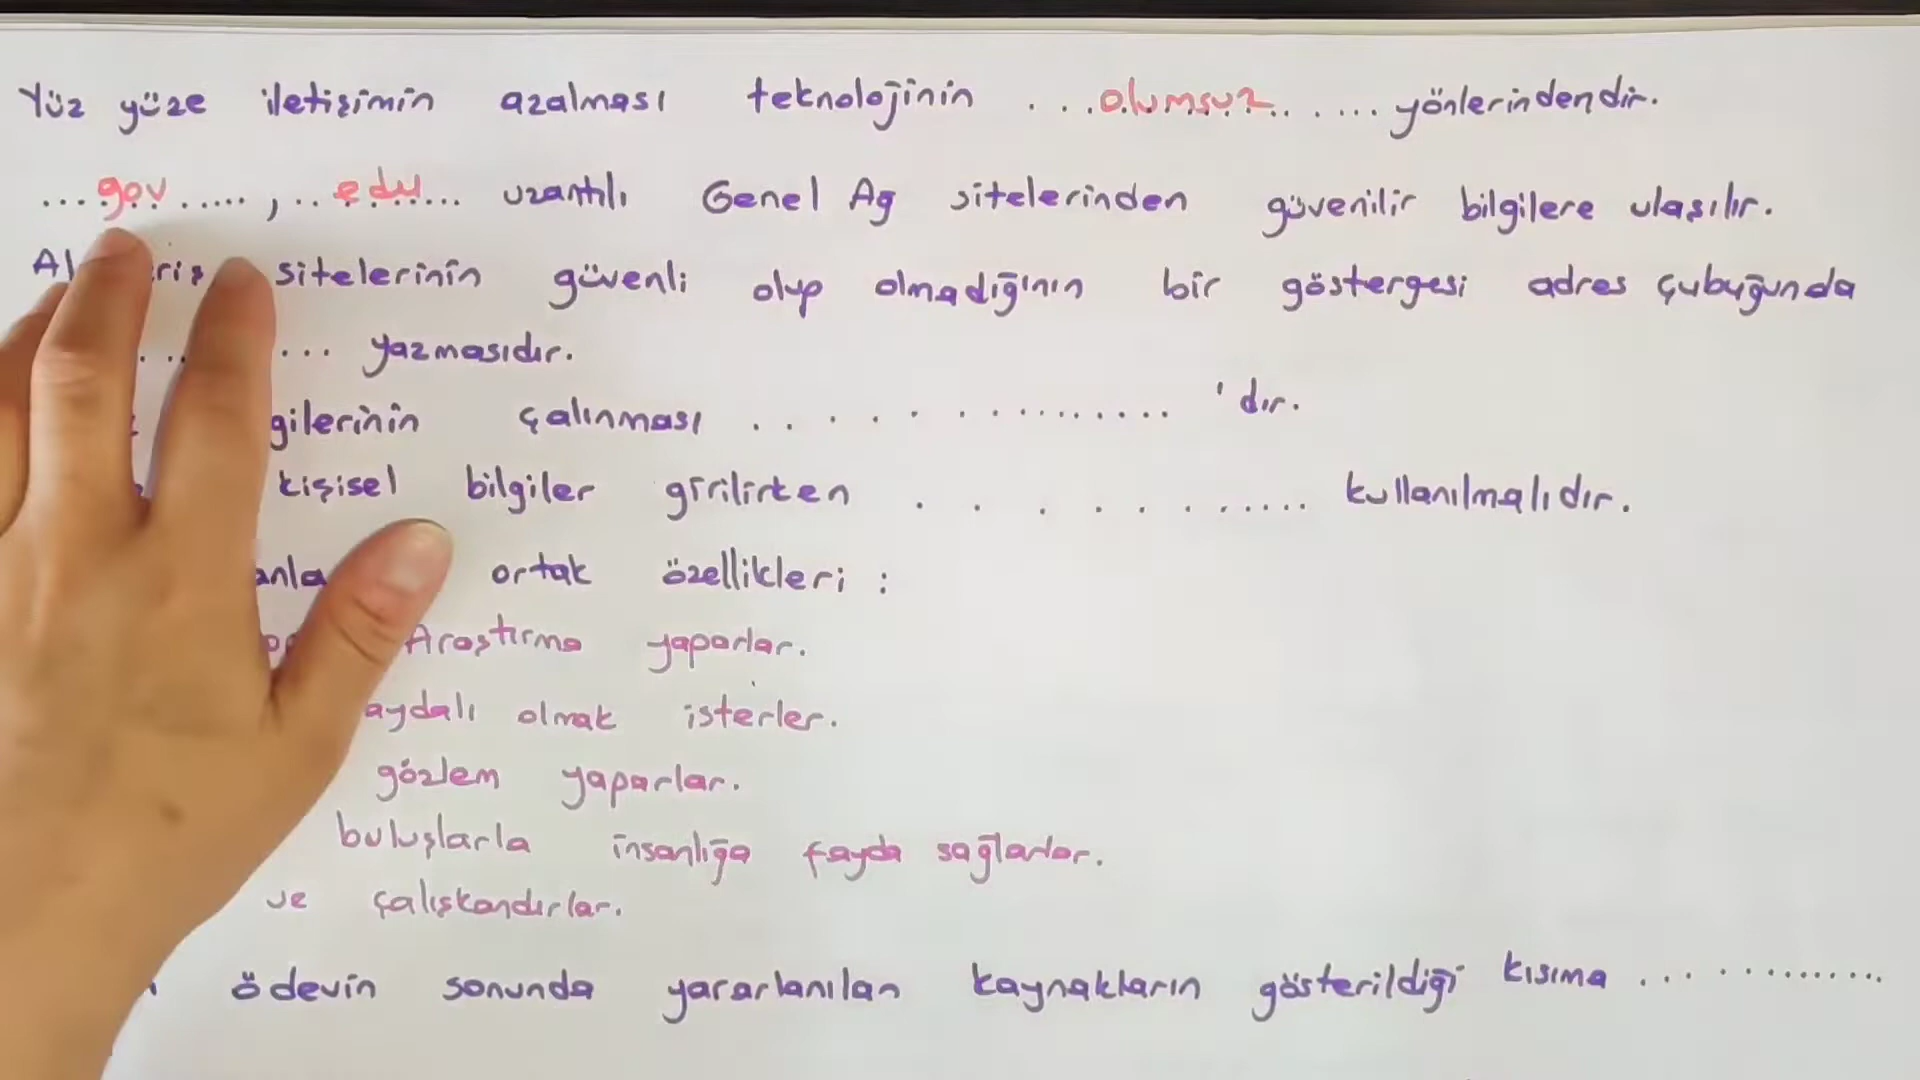 Yüz yüze iletişimin azalması teknolojinin ...olumsuz..... yönlerindendir.
...gov....., ..edu... uzantılı Genel Ağ sitelerinden güvenilir bilgilere ulaşılır.
sitelerinin güvenli olup olmadığının bir göstergesi adres çubuğunda
..... yazmasıdır.
gilerinin çalınması .............. 'dır.
kişisel bilgiler girilirken ............ kullanılmalıdır.
ortak özellikleri :
Araştırma yaparlar.
aydalı olmak isterler.
gözlem yaparlar.
buluşlarla insanlığa fayda sağlarlar.
ve çalışkandırlar.
ödevin sonunda yararlanılan kaynakların gösterildiği kısıma .............